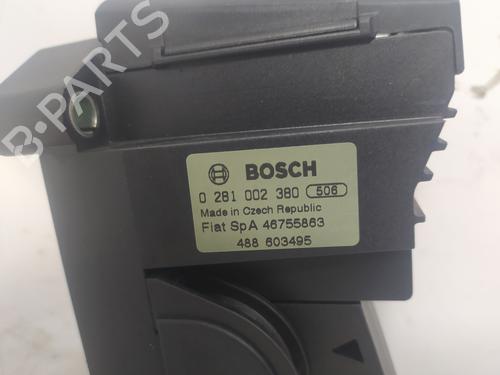 B-PARTS
BOSCH
0 281 002 380 506
Made in Czech Republic
Fiat SpA 46755863
488 603495